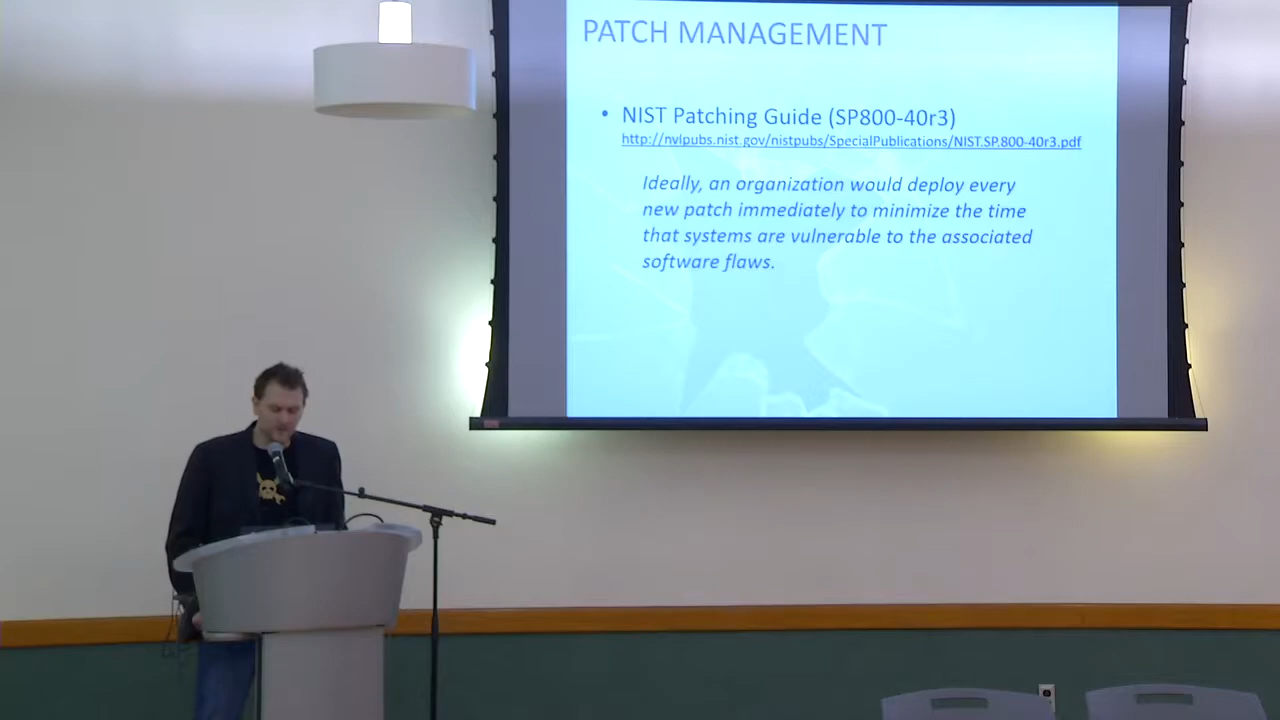 PATCH MANAGEMENT
• NIST Patching Guide (SP800-40r3)
http://nvlpubs.nist.gov/nistpubs/SpecialPublications/NIST.SP.800-40r3.pdf
Ideally, an organization would deploy every
new patch immediately to minimize the time
that systems are vulnerable to the associated
software flaws.